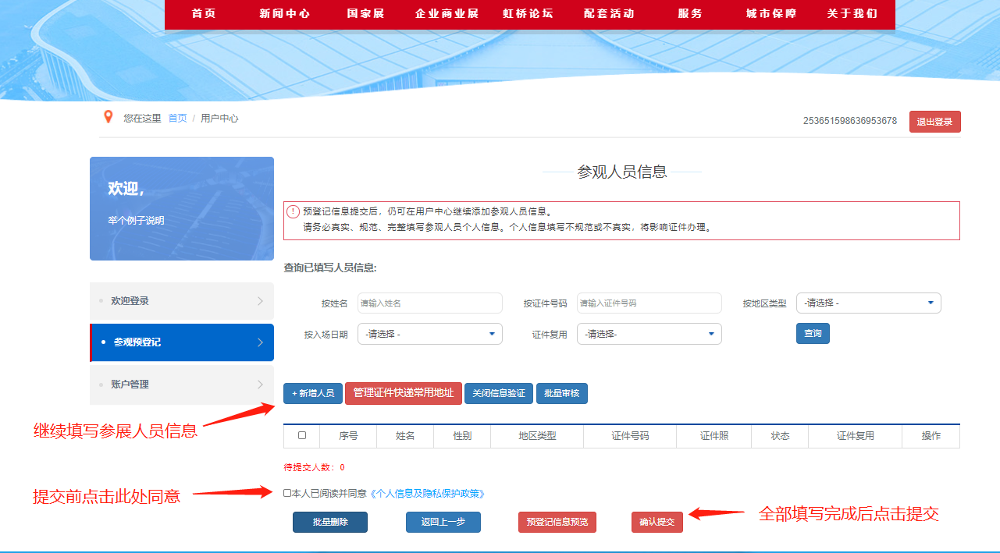 首页 新闻中心 国家展 企业商业展 虹桥论坛 配套活动 服务 城市保障 关于我们
您在这里 首页 / 用户中心
253651598636953678 退出登录
欢迎,
举个例子说明
欢迎登录
参观预登记
账户管理
参观人员信息
预登记信息提交后，仍可在用户中心继续添加参观人员信息。
请务必真实、规范、完整填写参观人员个人信息。个人信息填写不规范或不真实，将影响证件办理。
查询已填写人员信息:
按姓名 请输入姓名 按证件号码 请输入证件号码 按地区类型 -请选择 -
按入场日期 -请选择 - 证件复用 -请选择- 查询
+ 新增人员 管理证件快递常用地址 关闭信息验证 批量审核
继续填写参展人员信息
序号 姓名 性别 地区类型 证件号码 证件照 状态 证件复用 操作
待提交人数：0
提交前点击此处同意
本人已阅读并同意《个人信息及隐私保护政策》
批量删除 返回上一步 预登记信息预览 确认提交
全部填写完成后点击提交